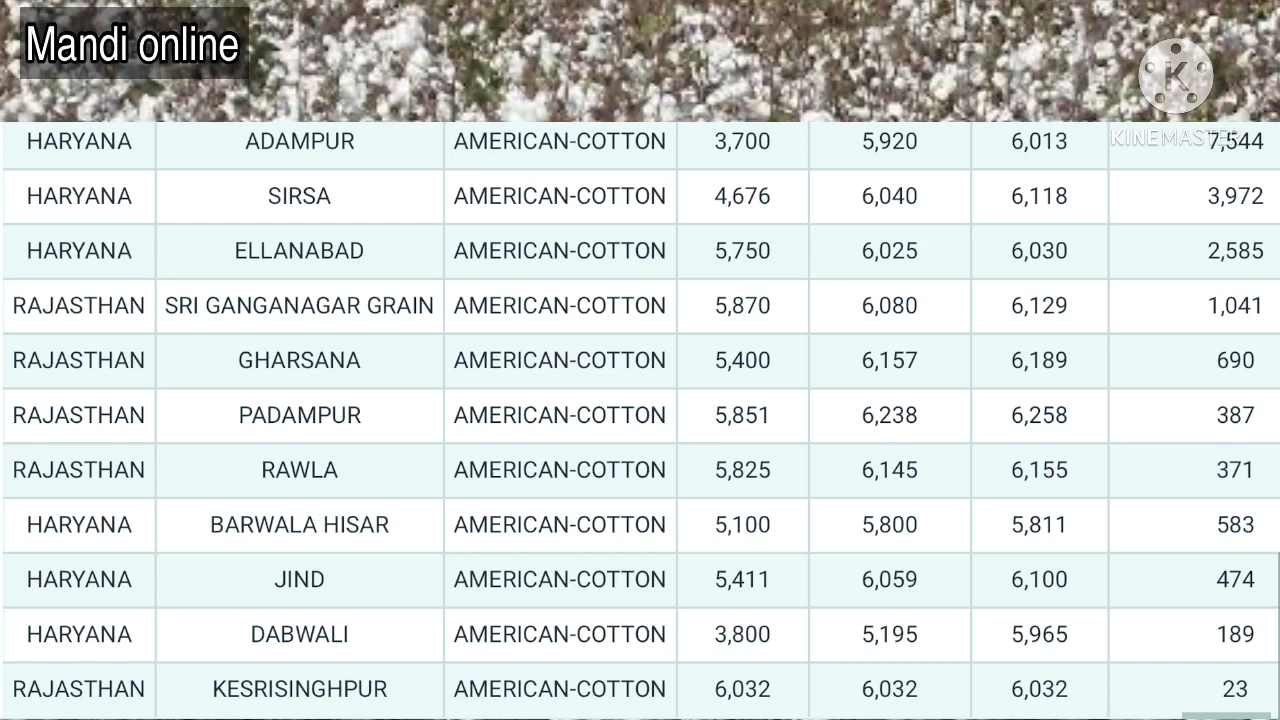 Mandi online
KINEMASTER
HARYANA ADAMPUR AMERICAN-COTTON 3,700 5,920 6,013 7,544
HARYANA SIRSA AMERICAN-COTTON 4,676 6,040 6,118 3,972
HARYANA ELLANABAD AMERICAN-COTTON 5,750 6,025 6,030 2,585
RAJASTHAN SRI GANGANAGAR GRAIN AMERICAN-COTTON 5,870 6,080 6,129 1,041
RAJASTHAN GHARSANA AMERICAN-COTTON 5,400 6,157 6,189 690
RAJASTHAN PADAMPUR AMERICAN-COTTON 5,851 6,238 6,258 387
RAJASTHAN RAWLA AMERICAN-COTTON 5,825 6,145 6,155 371
HARYANA BARWALA HISAR AMERICAN-COTTON 5,100 5,800 5,811 583
HARYANA JIND AMERICAN-COTTON 5,411 6,059 6,100 474
HARYANA DABWALI AMERICAN-COTTON 3,800 5,195 5,965 189
RAJASTHAN KESRISINGHPUR AMERICAN-COTTON 6,032 6,032 6,032 23